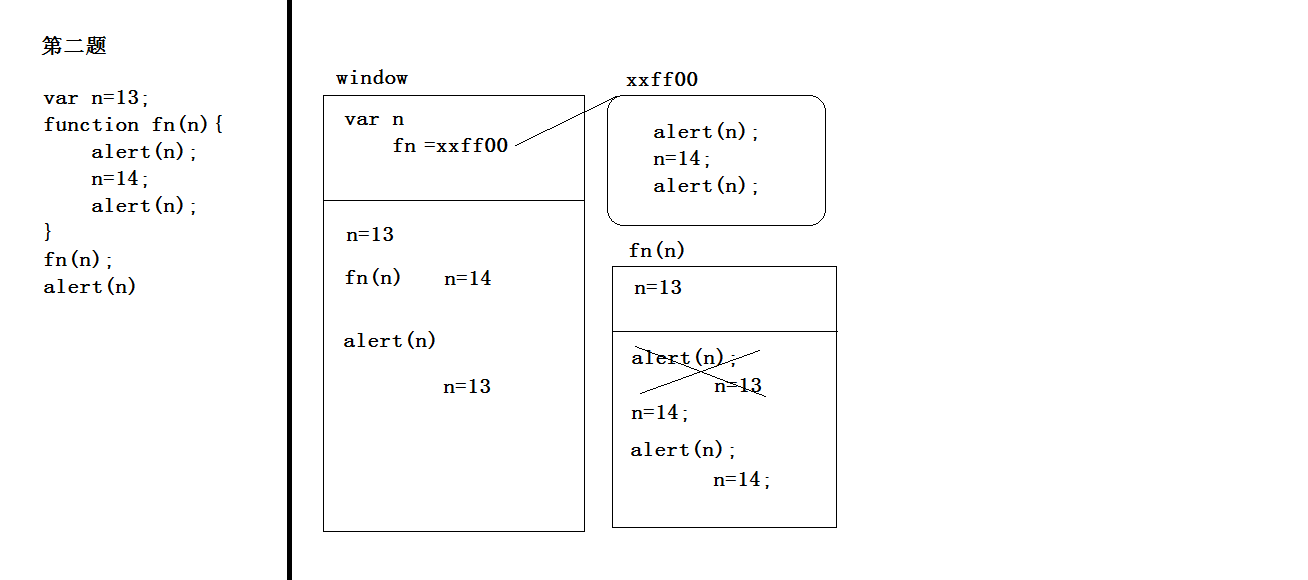 第二题
var n=13;
function fn(n){
alert(n);
n=14;
alert(n);
}
fn(n);
alert(n)
window
var n
fn =xxff00
n=13
fn(n) n=14
alert(n)
n=13
xxff00
alert(n);
n=14;
alert(n);
fn(n)
n=13
alert(n);
n=13
n=14;
alert(n);
n=14;